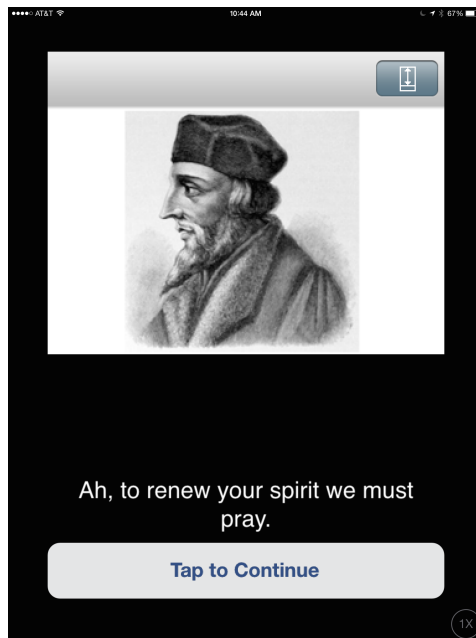 AT&T
10:44 AM
67%
Ah, to renew your spirit we must
pray.
Tap to Continue
1X